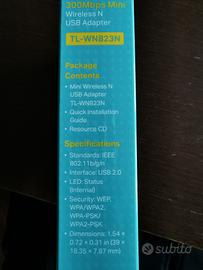 300Mbps Mini
Wireless N
USB Adapter
TL-WN823N
Package
Contents
• Mini Wireless N
USB Adapter
TL-WN823N
• Quick Installation
Guide
• Resource CD
Specifications
• Standards: IEEE
802.11b/g/n
• Interface: USB 2.0
• LED: Status
(Internal)
• Security: WEP,
WPA/WPA2,
WPA-PSK/
WPA2-PSK
• Dimensions: 1.54 ×
0.72 × 0.31 in (39 ×
18.35 × 7.87 mm)
subito